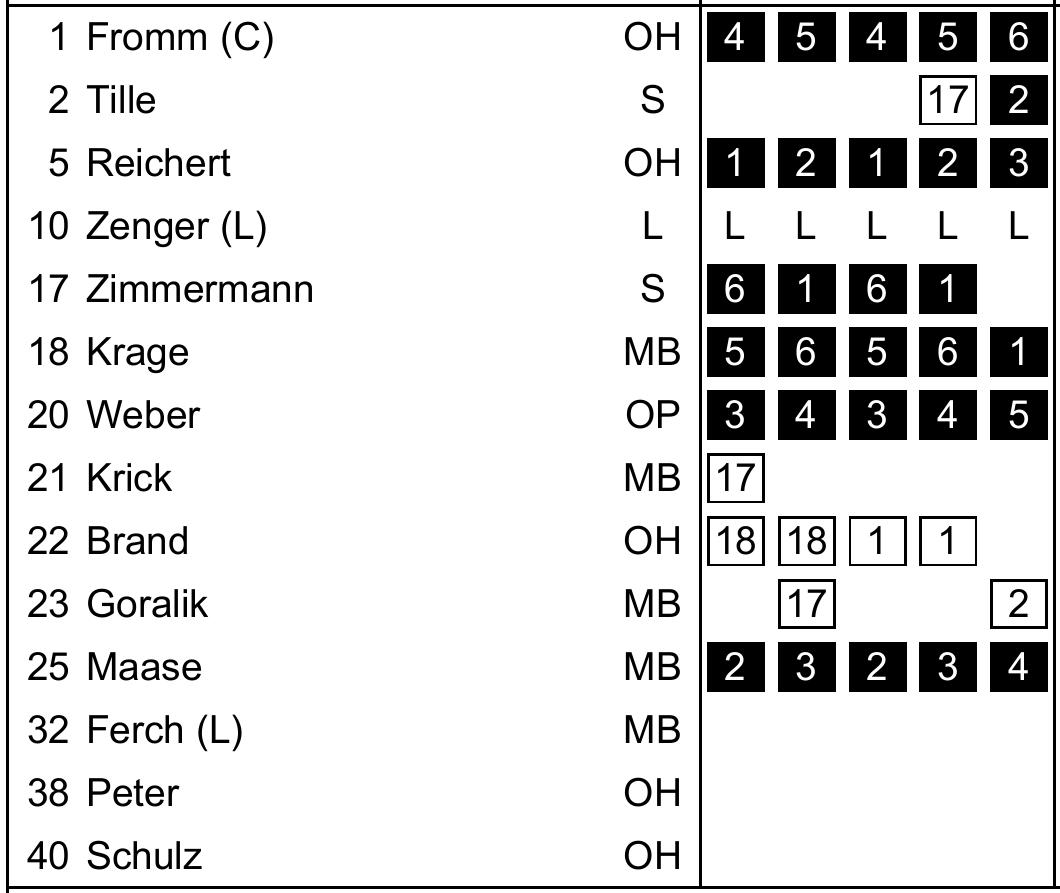 1 Fromm (C) OH 4 5 4 5 6
2 Tille S 17 2
5 Reichert OH 1 2 1 2 3
10 Zenger (L) L L L L L L
17 Zimmermann S 6 1 6 1
18 Krage MB 5 6 5 6 1
20 Weber OP 3 4 3 4 5
21 Krick MB 17
22 Brand OH 18 18 1 1
23 Goralik MB 17 2
25 Maase MB 2 3 2 3 4
32 Ferch (L) MB
38 Peter OH
40 Schulz OH